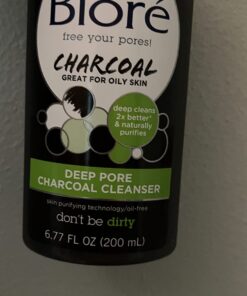 Bioré
free your pores!
CHARCOAL
GREAT FOR OILY SKIN
deep cleans
2x better*
& naturally
purifies
DEEP PORE
CHARCOAL CLEANSER
skin purifying technology/oil-free
don't be dirty
6.77 FL OZ (200 mL)